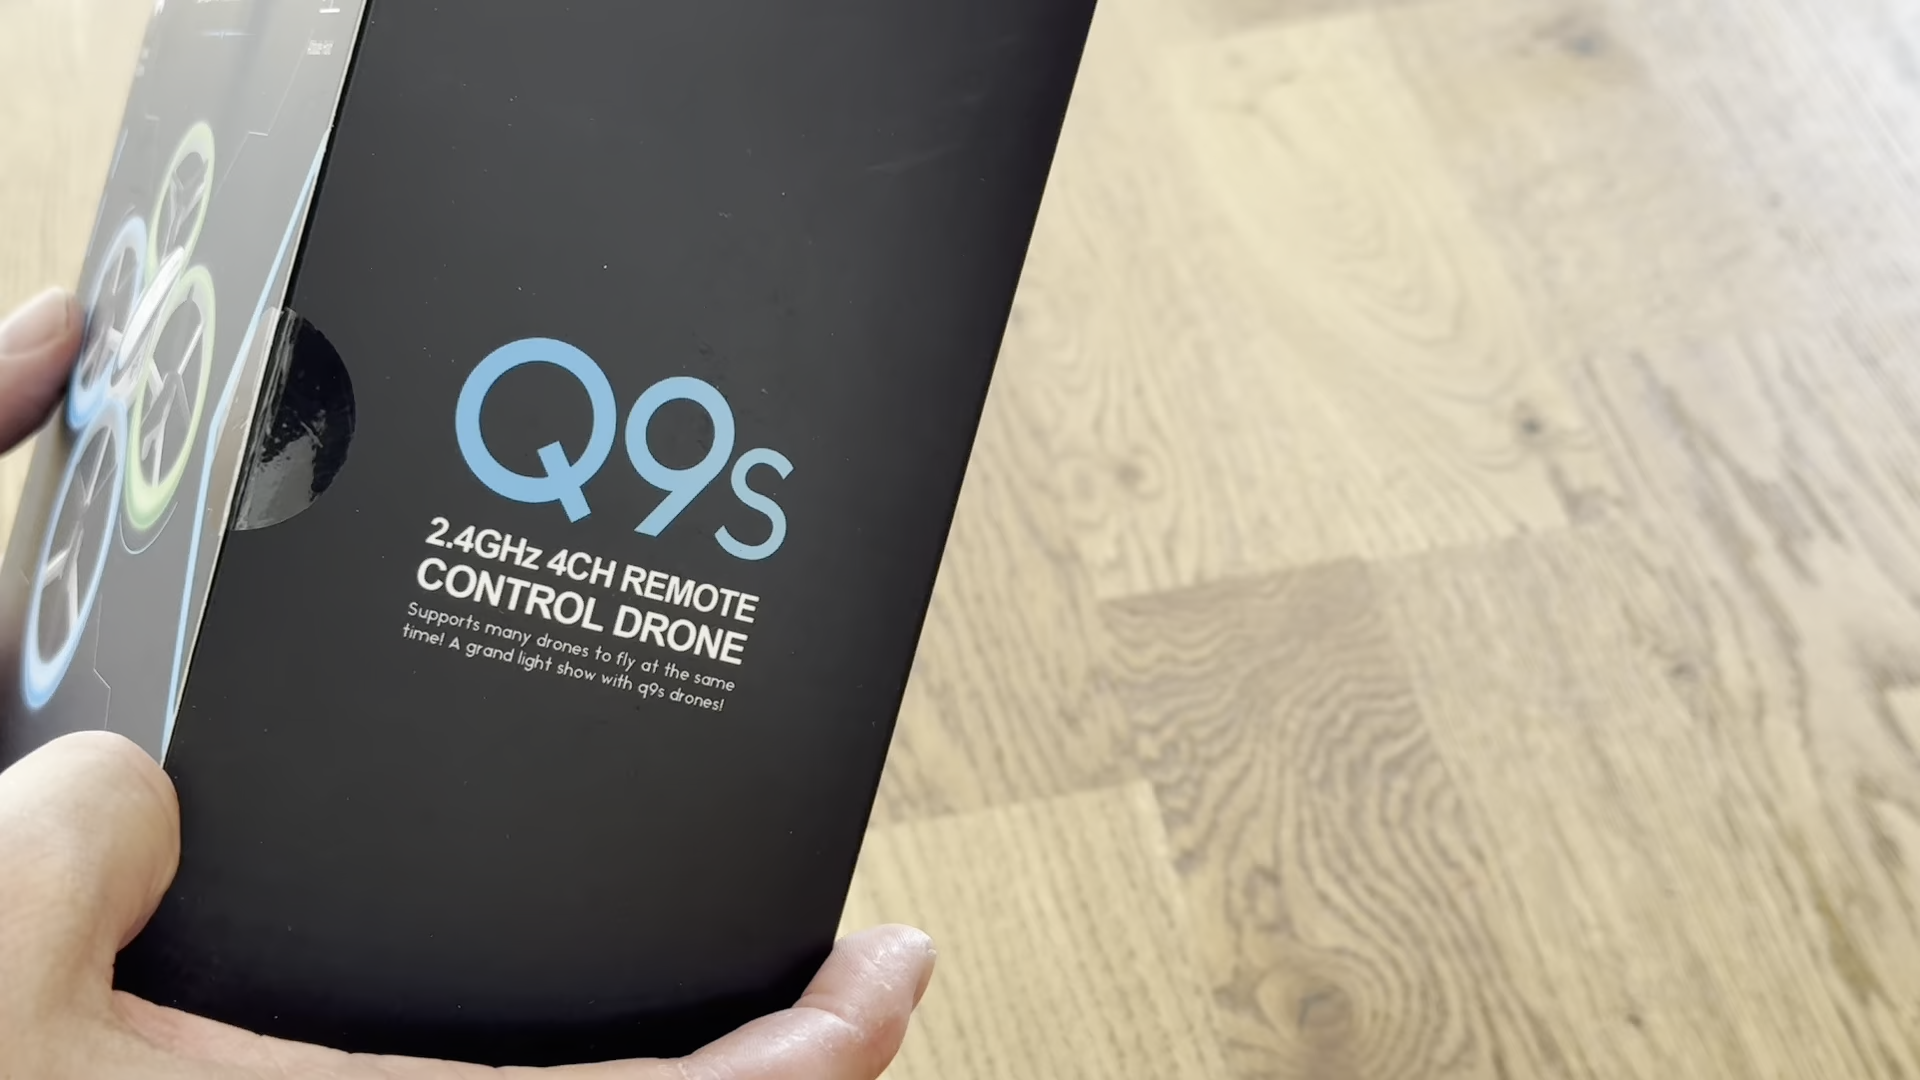 Q9s
2.4GHz 4CH REMOTE
CONTROL DRONE
Supports many drones to fly at the same
time! A grand light show with q9s drones!